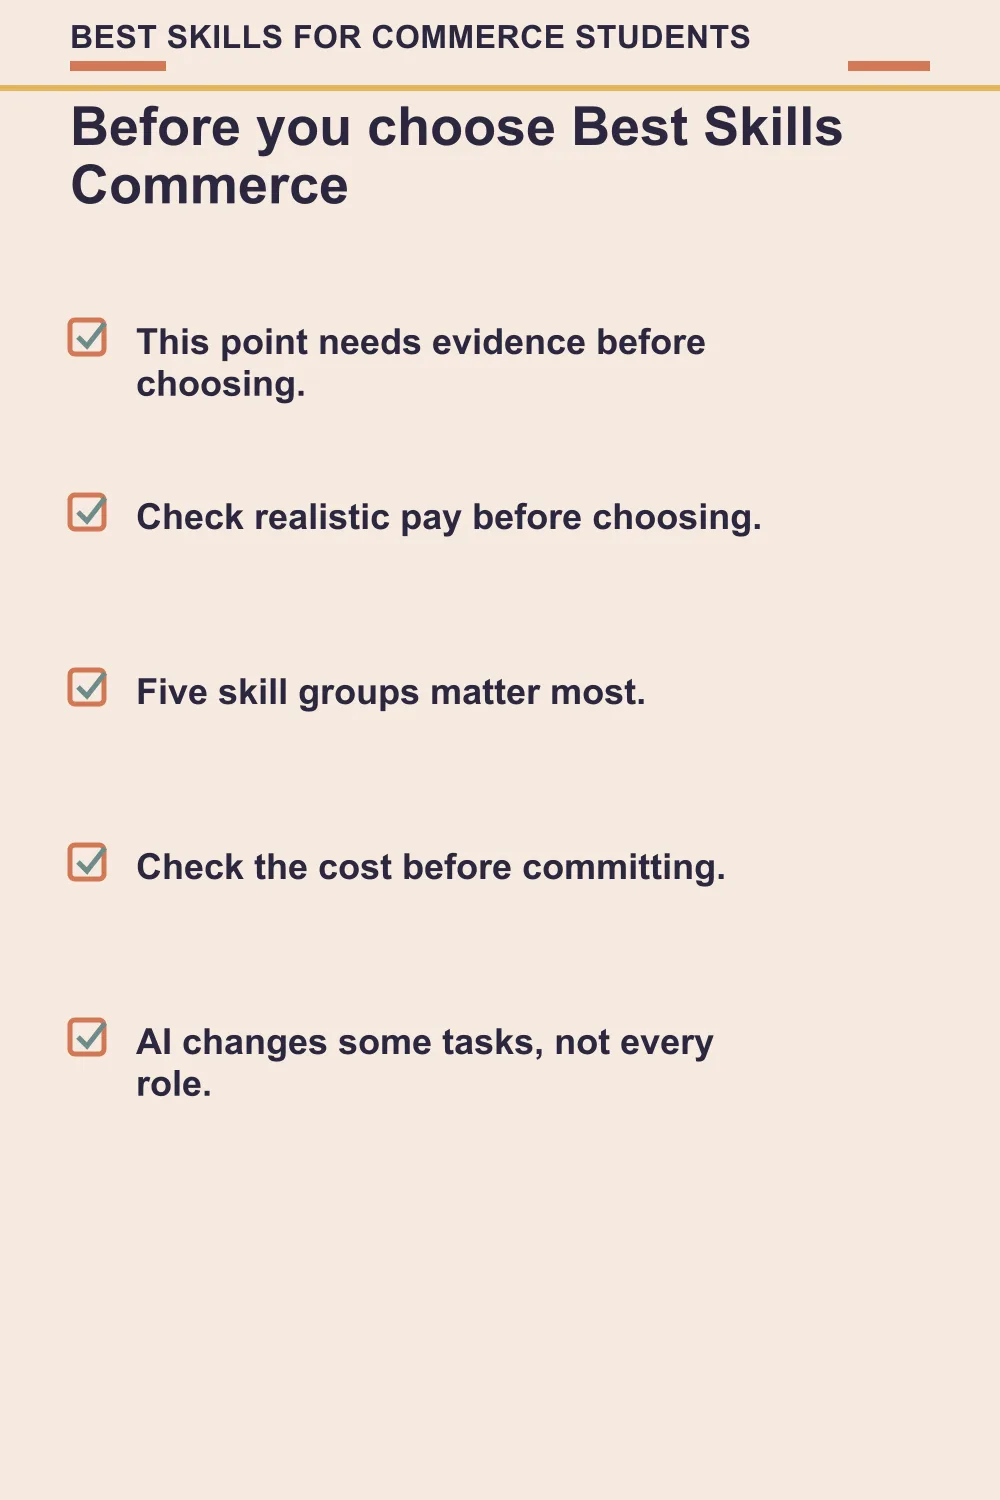 BEST SKILLS FOR COMMERCE STUDENTS
Before you choose Best Skills
Commerce
This point needs evidence before
choosing.
Check realistic pay before choosing.
Five skill groups matter most.
Check the cost before committing.
AI changes some tasks, not every
role.